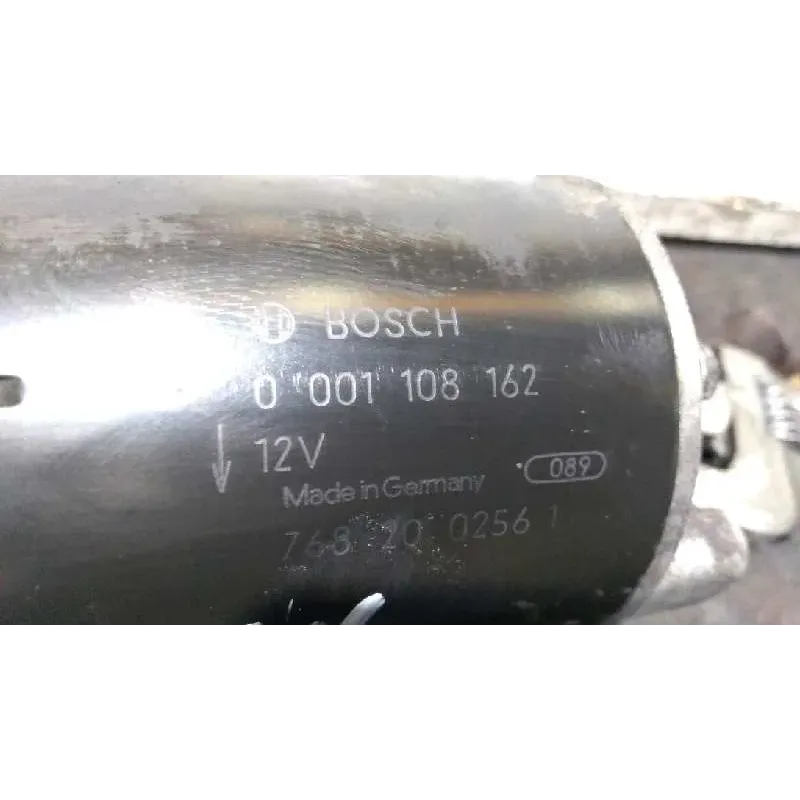 BOSCH
0 001 108 162
12V
Made in Germany 089
768 20 0256 1